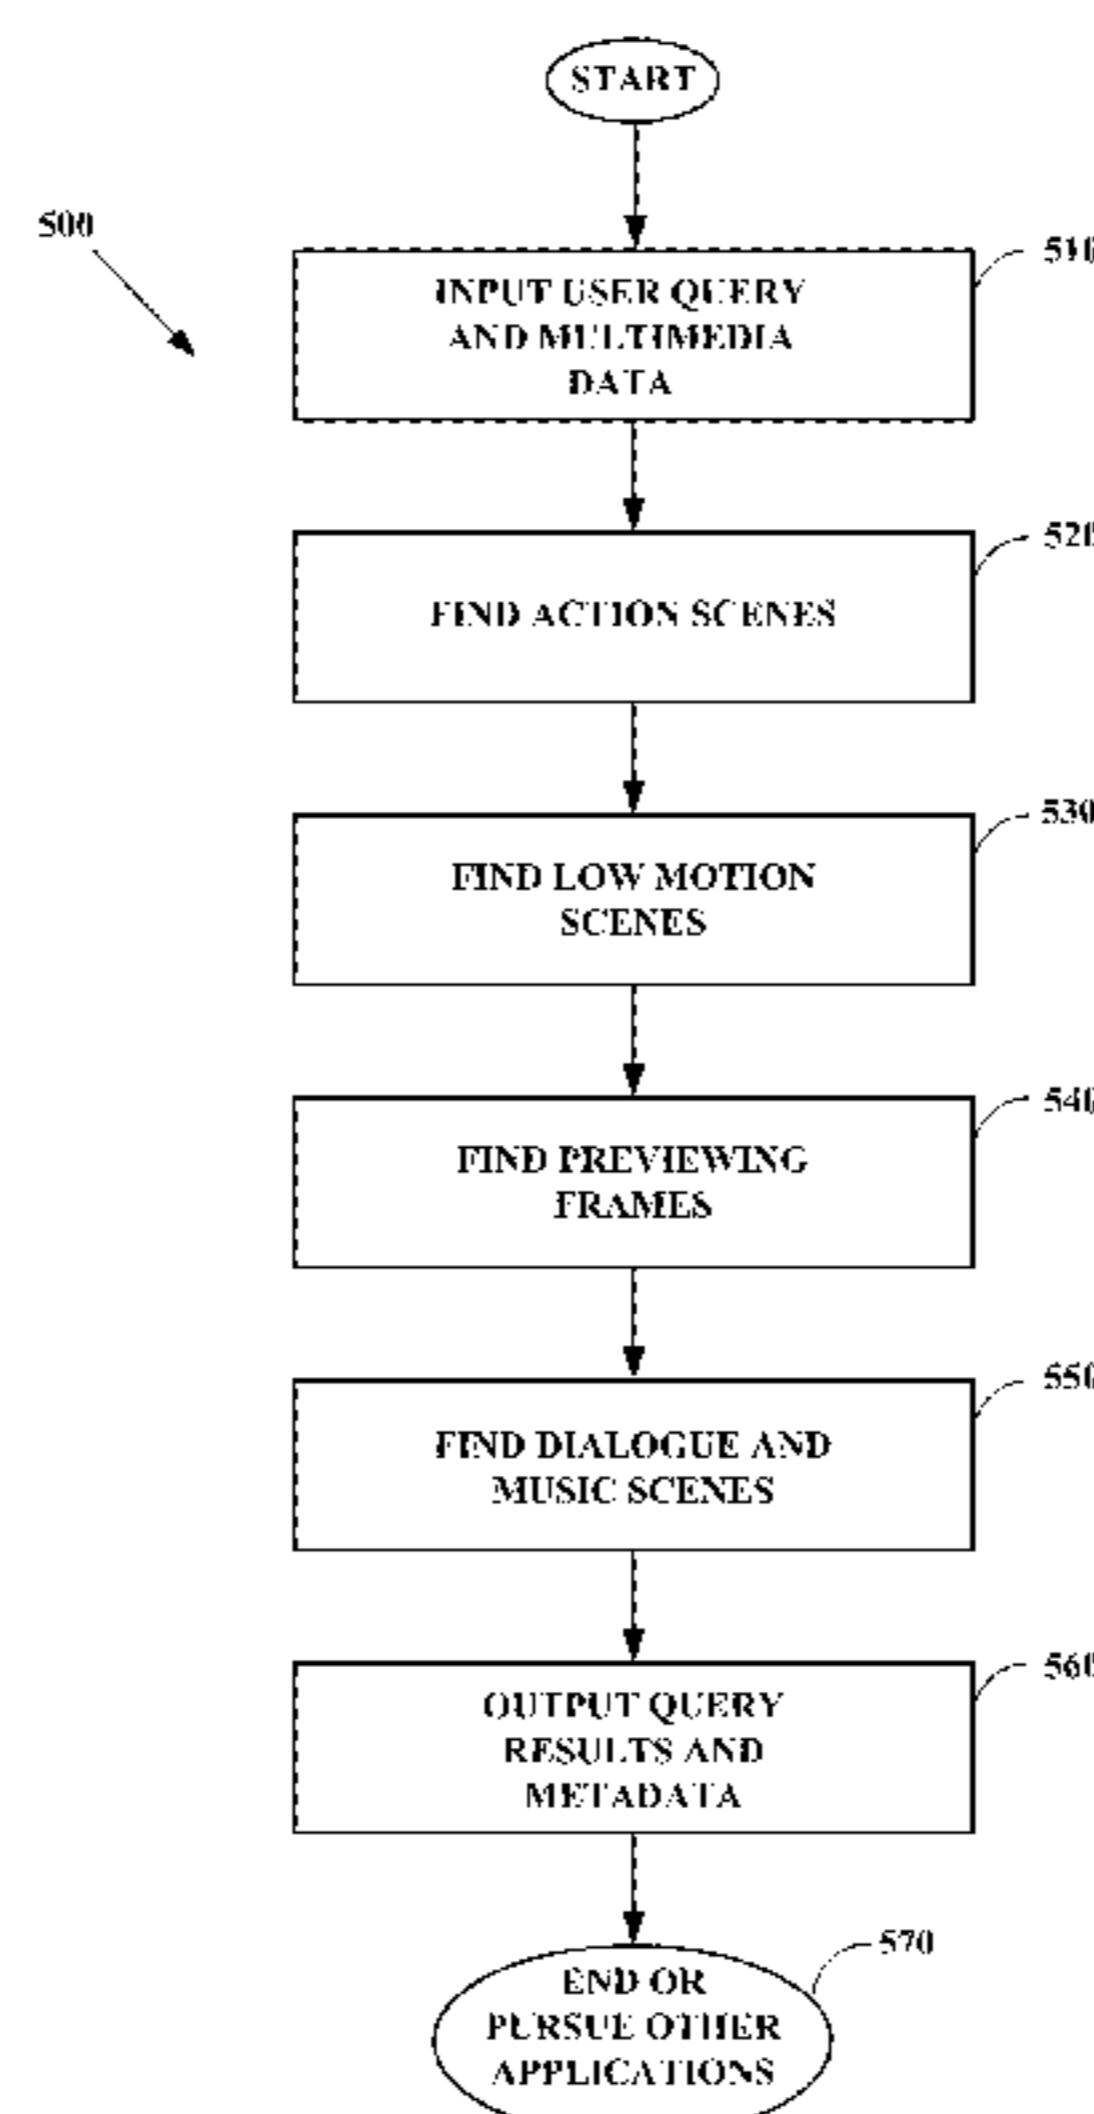 START
500
510
INPUT USER QUERY
AND MULTIMEDIA
DATA
520
FIND ACTION SCENES
530
FIND LOW MOTION
SCENES
540
FIND PREVIEWING
FRAMES
550
FIND DIALOGUE AND
MUSIC SCENES
560
OUTPUT QUERY
RESULTS AND
METADATA
570
END OR
PURSUE OTHER
APPLICATIONS